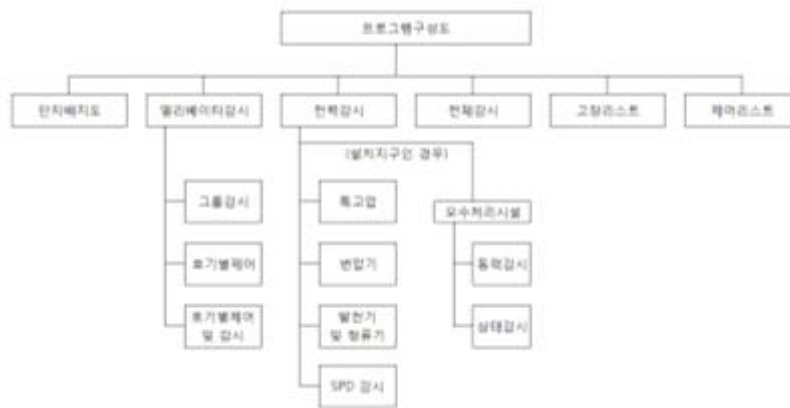 프로그램구성도
단지배치도
엘리베이터감시
전력감시
전체감시
고장리스트
제어리스트
(설치지구인 경우)
그룹감시
특고압
오수처리시설
호기별제어
변압기
동력감시
호기별제어
및 감시
발전기
및 정류기
상태감시
SPD 감시